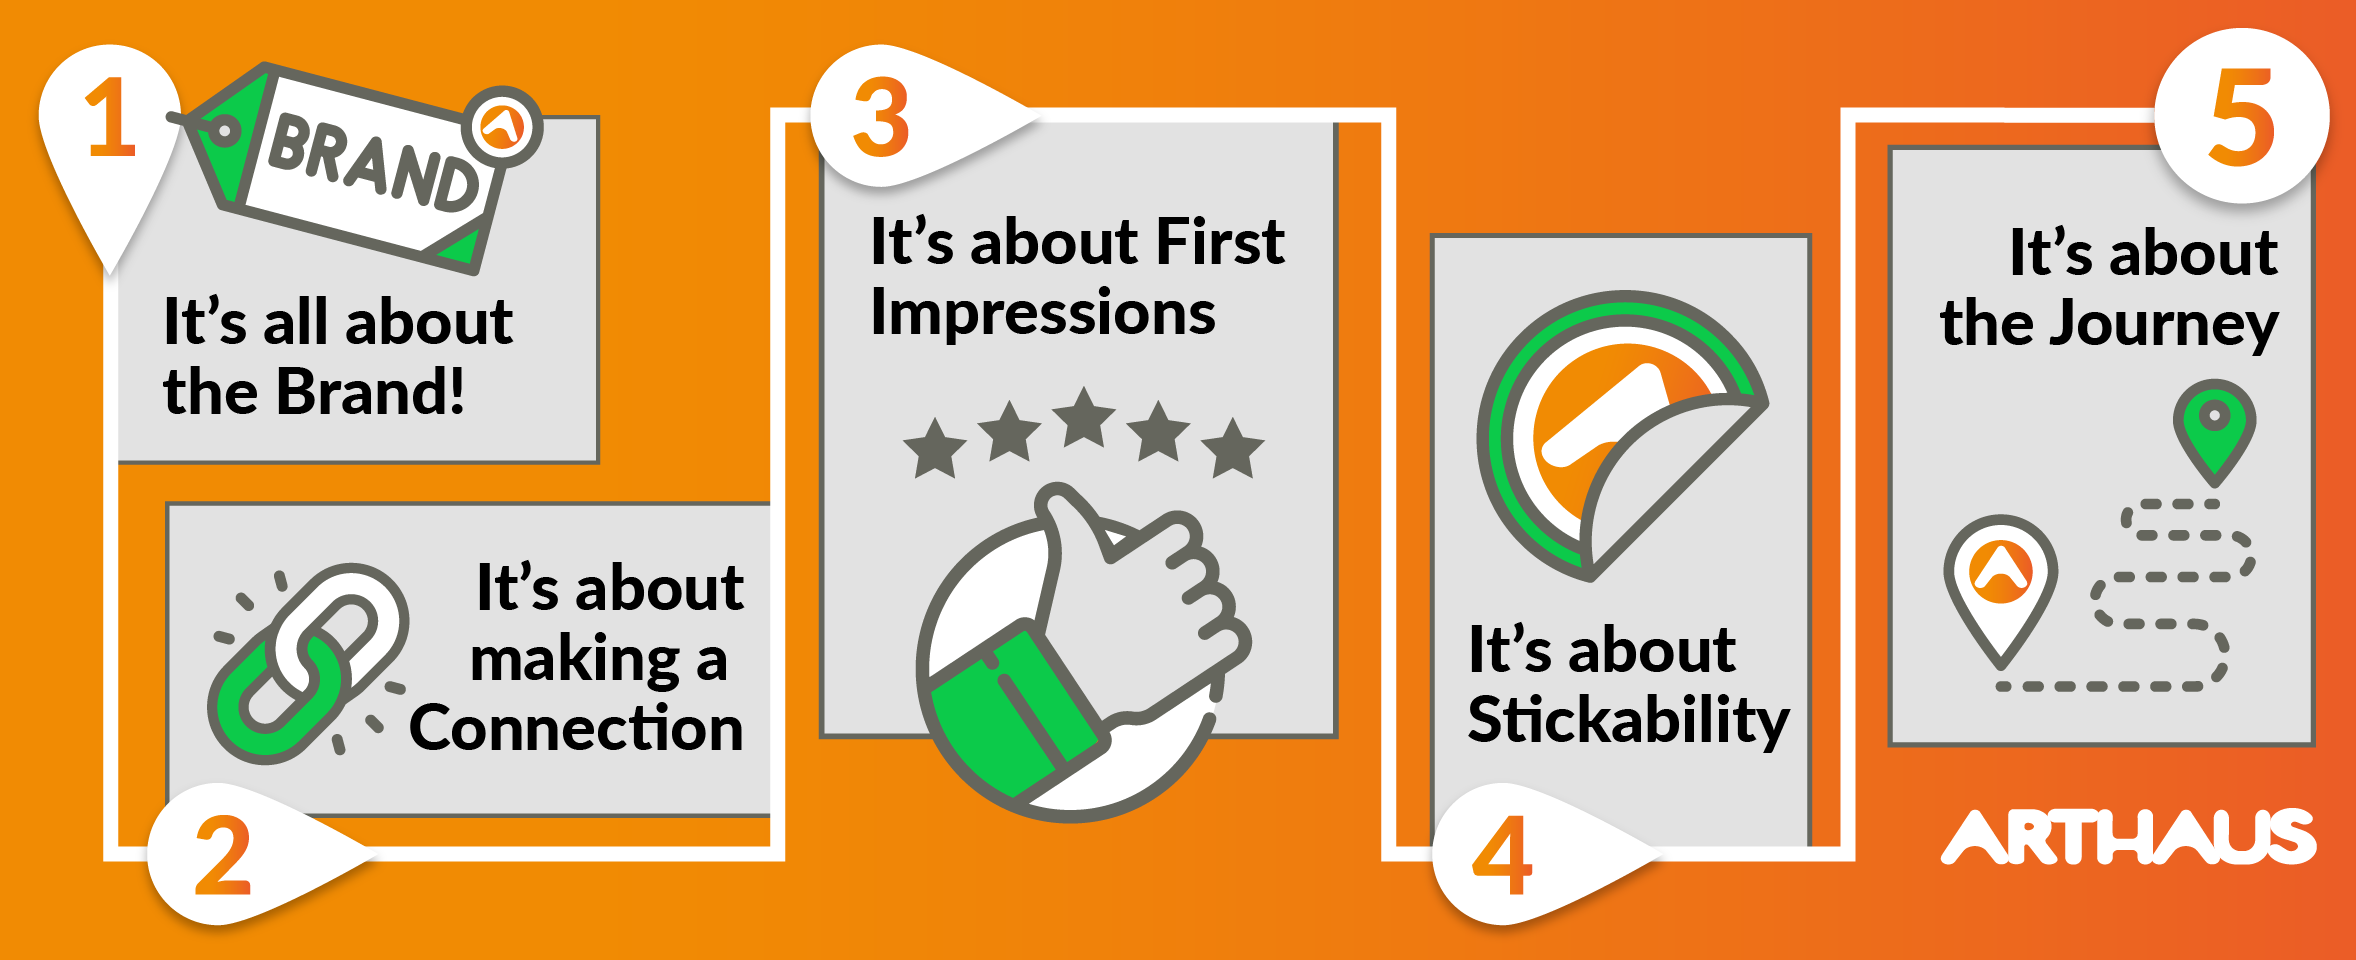 1
BRAND
It’s all about
the Brand!
2
It’s about
making a
Connection
3
It’s about First
Impressions
4
It’s about
Stickability
5
It’s about
the Journey
ARTHAUS